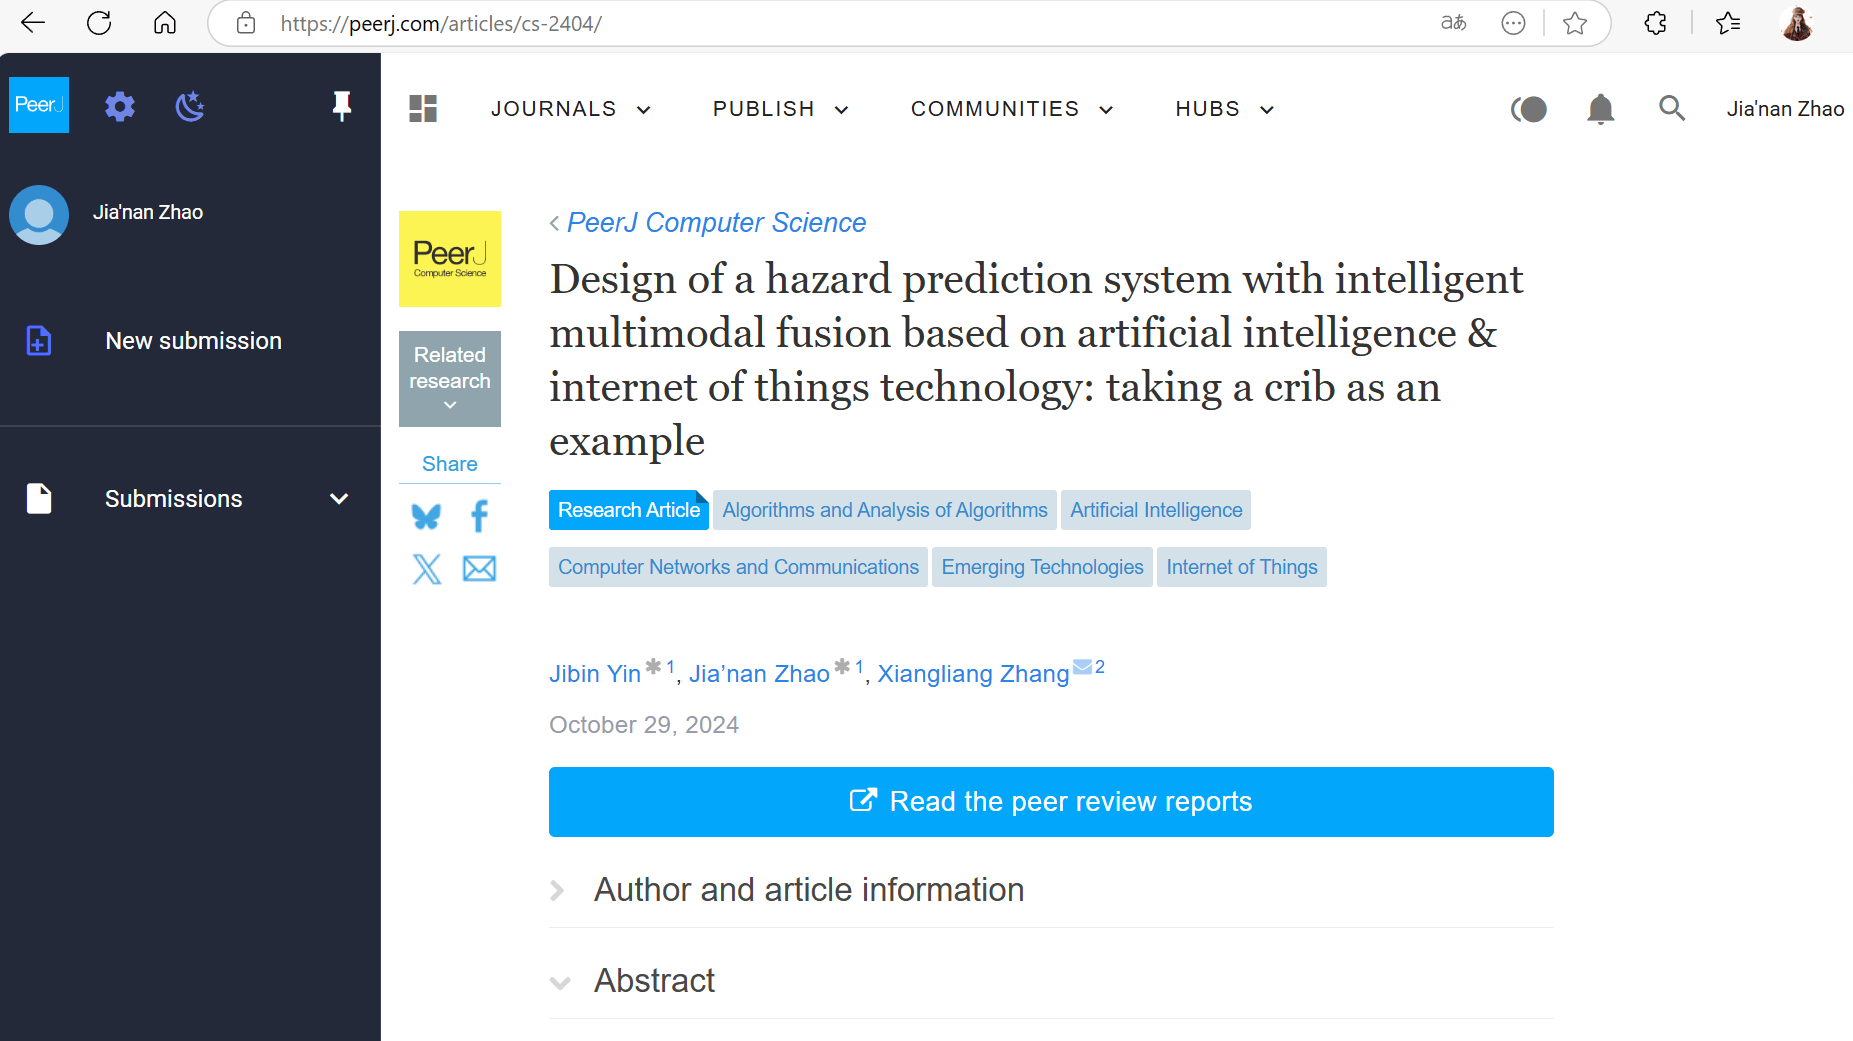 https://peerj.com/articles/cs-2404/
aあ
PeerJ
JOURNALS
PUBLISH
COMMUNITIES
HUBS
Jia'nan Zhao
Jia'nan Zhao
New submission
Submissions
PeerJ
Computer Science
Related
research
Share
PeerJ Computer Science
Design of a hazard prediction system with intelligent
multimodal fusion based on artificial intelligence &
internet of things technology: taking a crib as an
example
Research Article
Algorithms and Analysis of Algorithms
Artificial Intelligence
Computer Networks and Communications
Emerging Technologies
Internet of Things
Jibin Yin * 1, Jia’nan Zhao * 1, Xiangliang Zhang 2
October 29, 2024
Read the peer review reports
Author and article information
Abstract